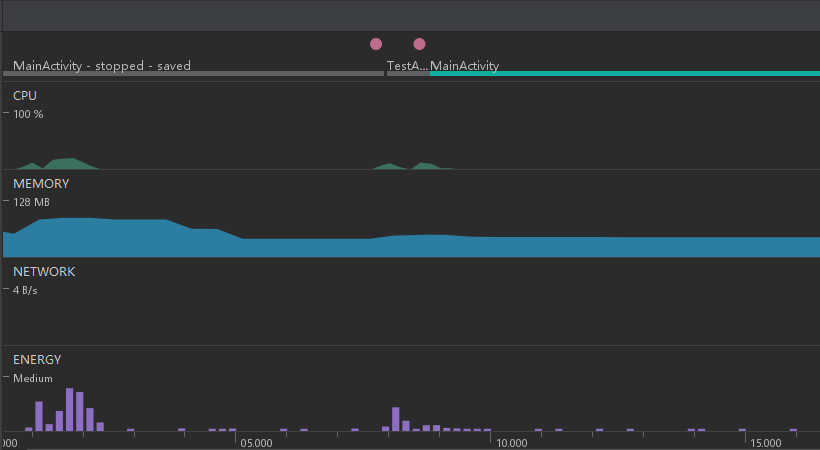 MainActivity - stopped - saved
TestA... MainActivity
CPU
100 %
MEMORY
128 MB
NETWORK
4 B/s
ENERGY
Medium
000 05.000 10.000 15.000